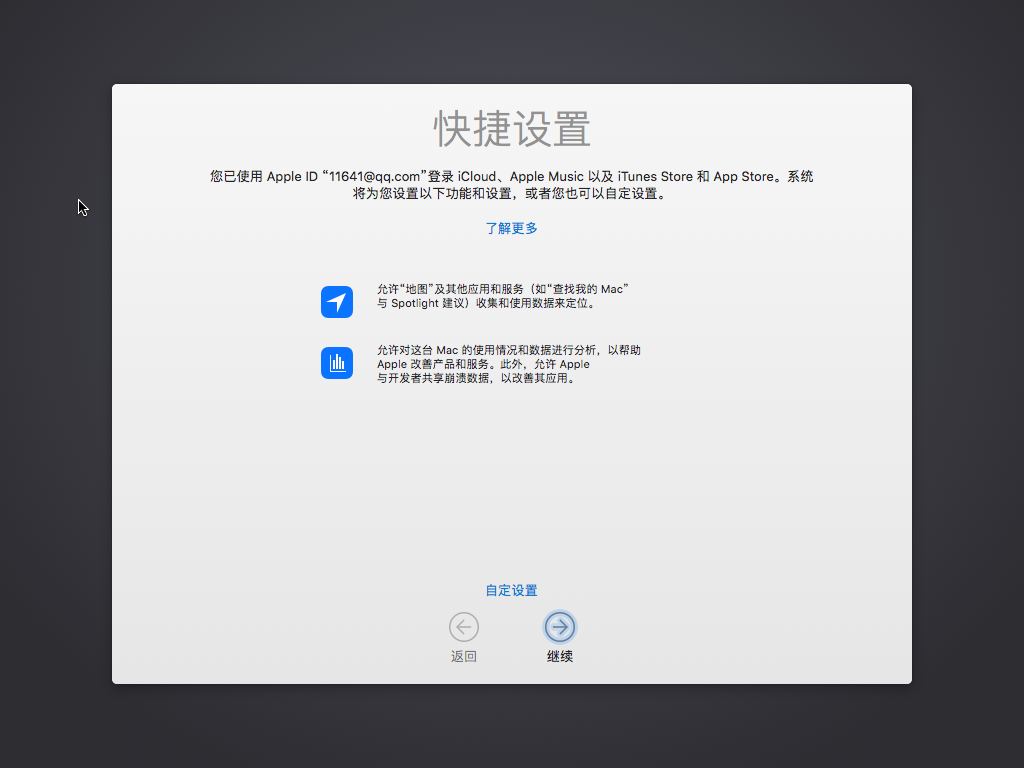 快捷设置
您已使用 Apple ID “11641@qq.com”登录 iCloud、Apple Music 以及 iTunes Store 和 App Store。系统
将为您设置以下功能和设置，或者您也可以自定设置。
了解更多
允许“地图”及其他应用和服务（如“查找我的 Mac”
与 Spotlight 建议）收集和使用数据来定位。
允许对这台 Mac 的使用情况和数据进行分析，以帮助
Apple 改善产品和服务。此外，允许 Apple
与开发者共享崩溃数据，以改善其应用。
自定设置
返回
继续